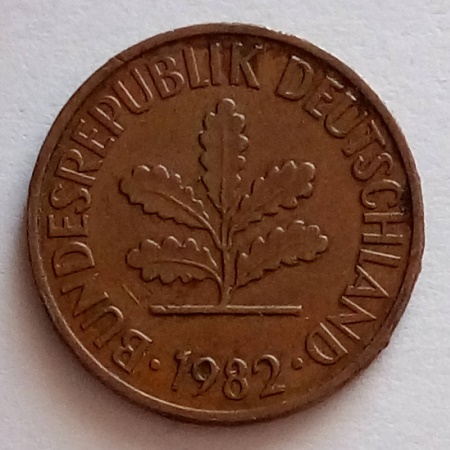 BUNDESREPUBLIK DEUTSCHLAND
· 1982 ·